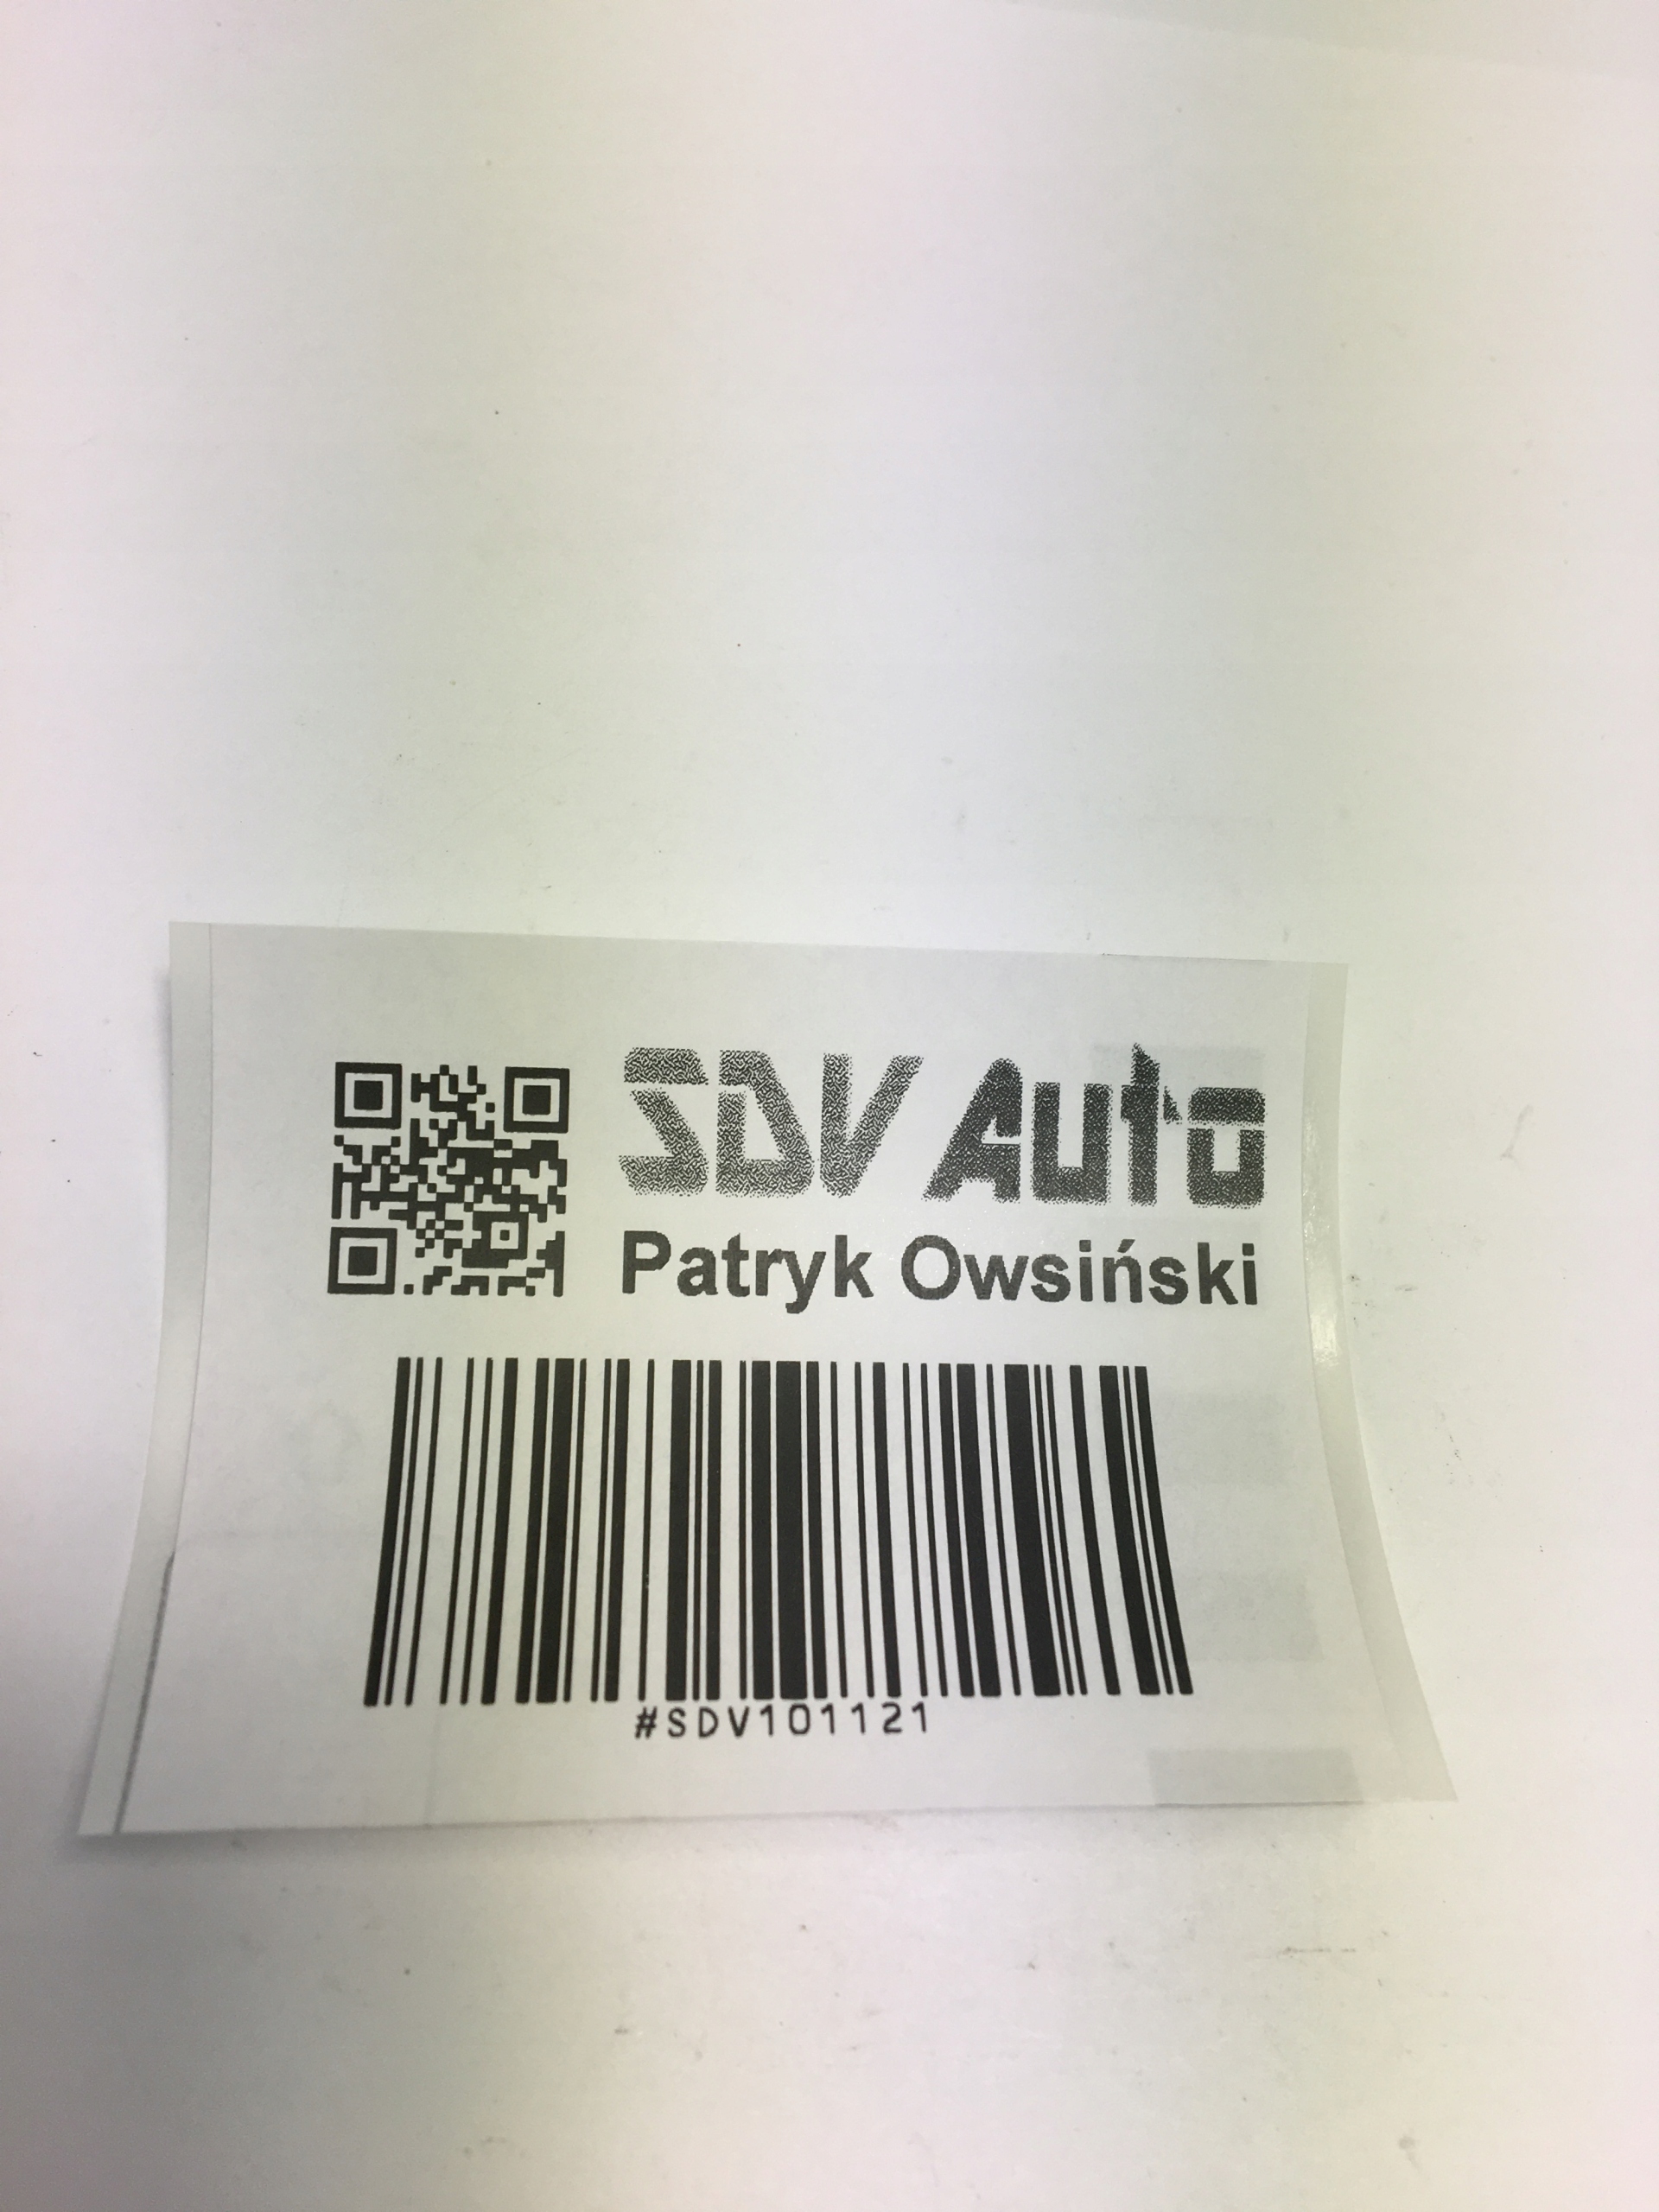 SDV Auto
Patryk Owsiński
#SDV101121